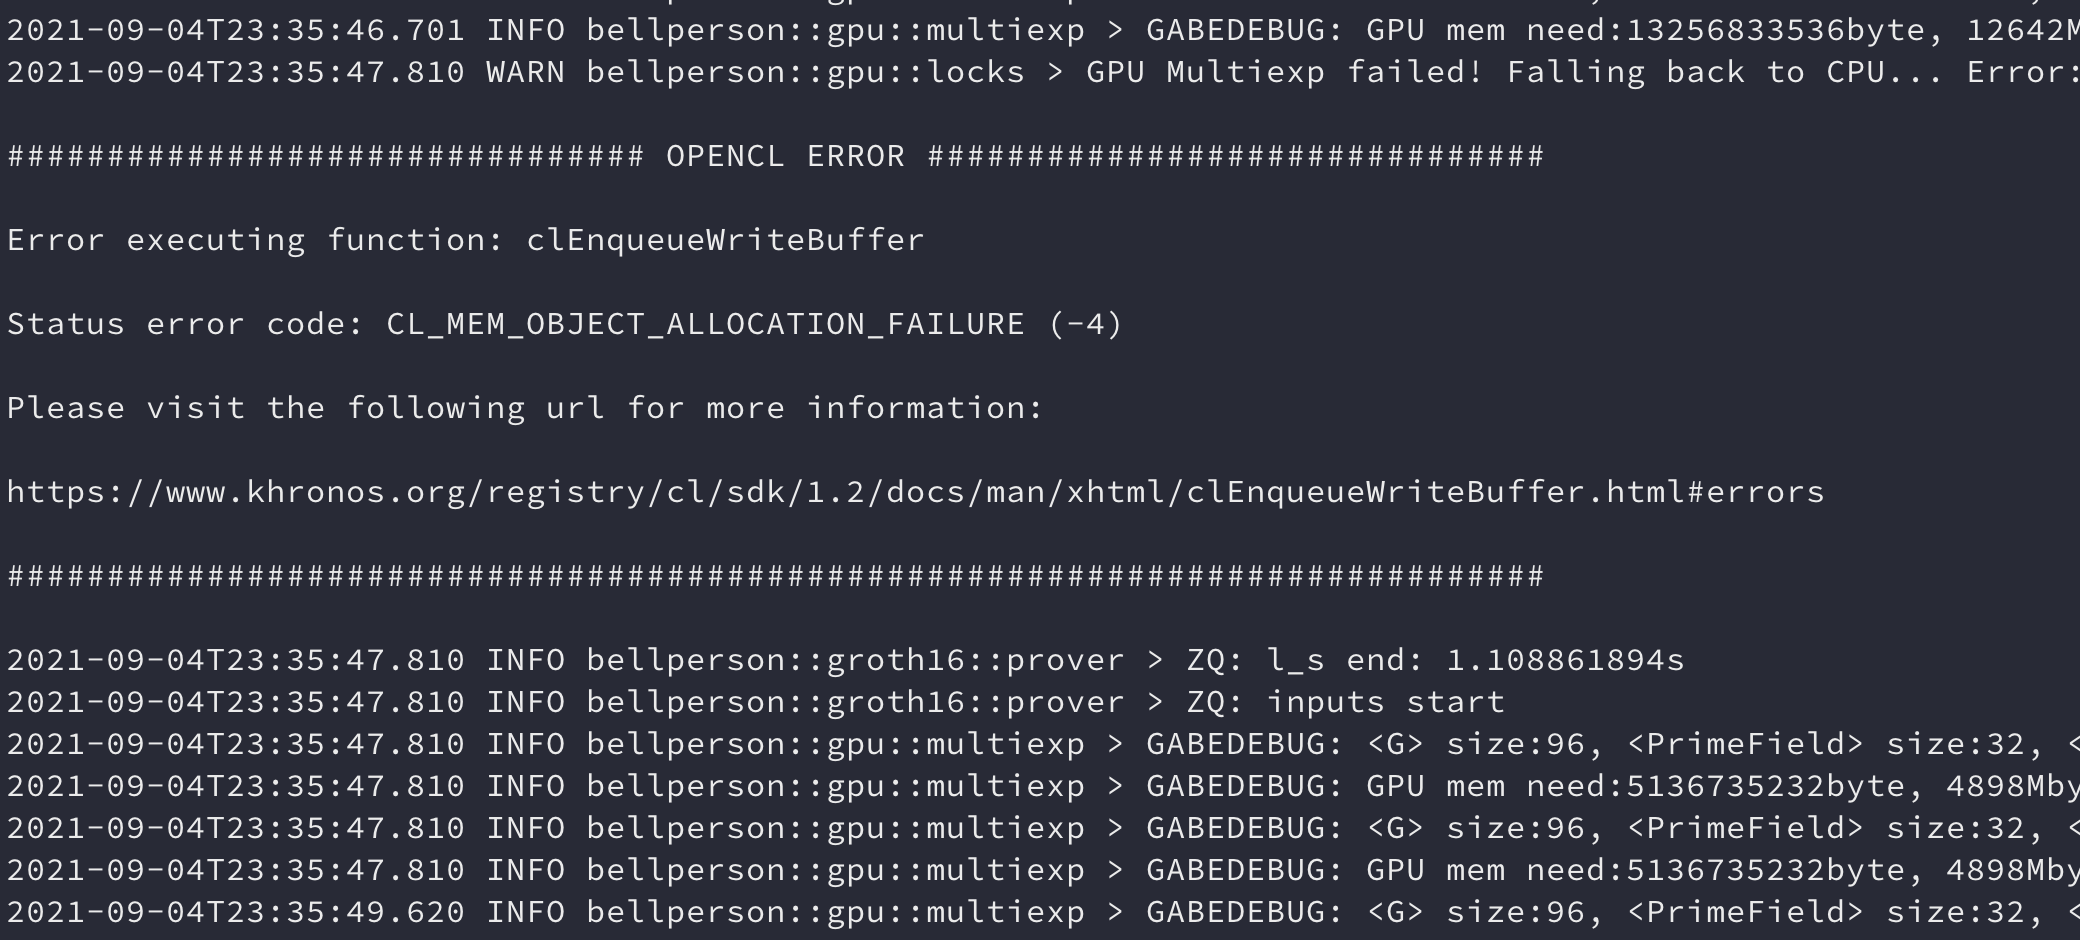 2021-09-04T23:35:46.701 INFO bellperson::gpu::multiexp > GABEDEBUG: GPU mem need:13256833536byte, 12642M
2021-09-04T23:35:47.810 WARN bellperson::gpu::locks > GPU Multiexp failed! Falling back to CPU... Error:
################################ OPENCL ERROR ###############################
Error executing function: clEnqueueWriteBuffer
Status error code: CL_MEM_OBJECT_ALLOCATION_FAILURE (-4)
Please visit the following url for more information:
https://www.khronos.org/registry/cl/sdk/1.2/docs/man/xhtml/clEnqueueWriteBuffer.html#errors
#############################################################################
2021-09-04T23:35:47.810 INFO bellperson::groth16::prover > ZQ: l_s end: 1.108861894s
2021-09-04T23:35:47.810 INFO bellperson::groth16::prover > ZQ: inputs start
2021-09-04T23:35:47.810 INFO bellperson::gpu::multiexp > GABEDEBUG: <G> size:96, <PrimeField> size:32, <
2021-09-04T23:35:47.810 INFO bellperson::gpu::multiexp > GABEDEBUG: GPU mem need:5136735232byte, 4898Mby
2021-09-04T23:35:47.810 INFO bellperson::gpu::multiexp > GABEDEBUG: <G> size:96, <PrimeField> size:32, <
2021-09-04T23:35:47.810 INFO bellperson::gpu::multiexp > GABEDEBUG: GPU mem need:5136735232byte, 4898Mby
2021-09-04T23:35:49.620 INFO bellperson::gpu::multiexp > GABEDEBUG: <G> size:96, <PrimeField> size:32, <